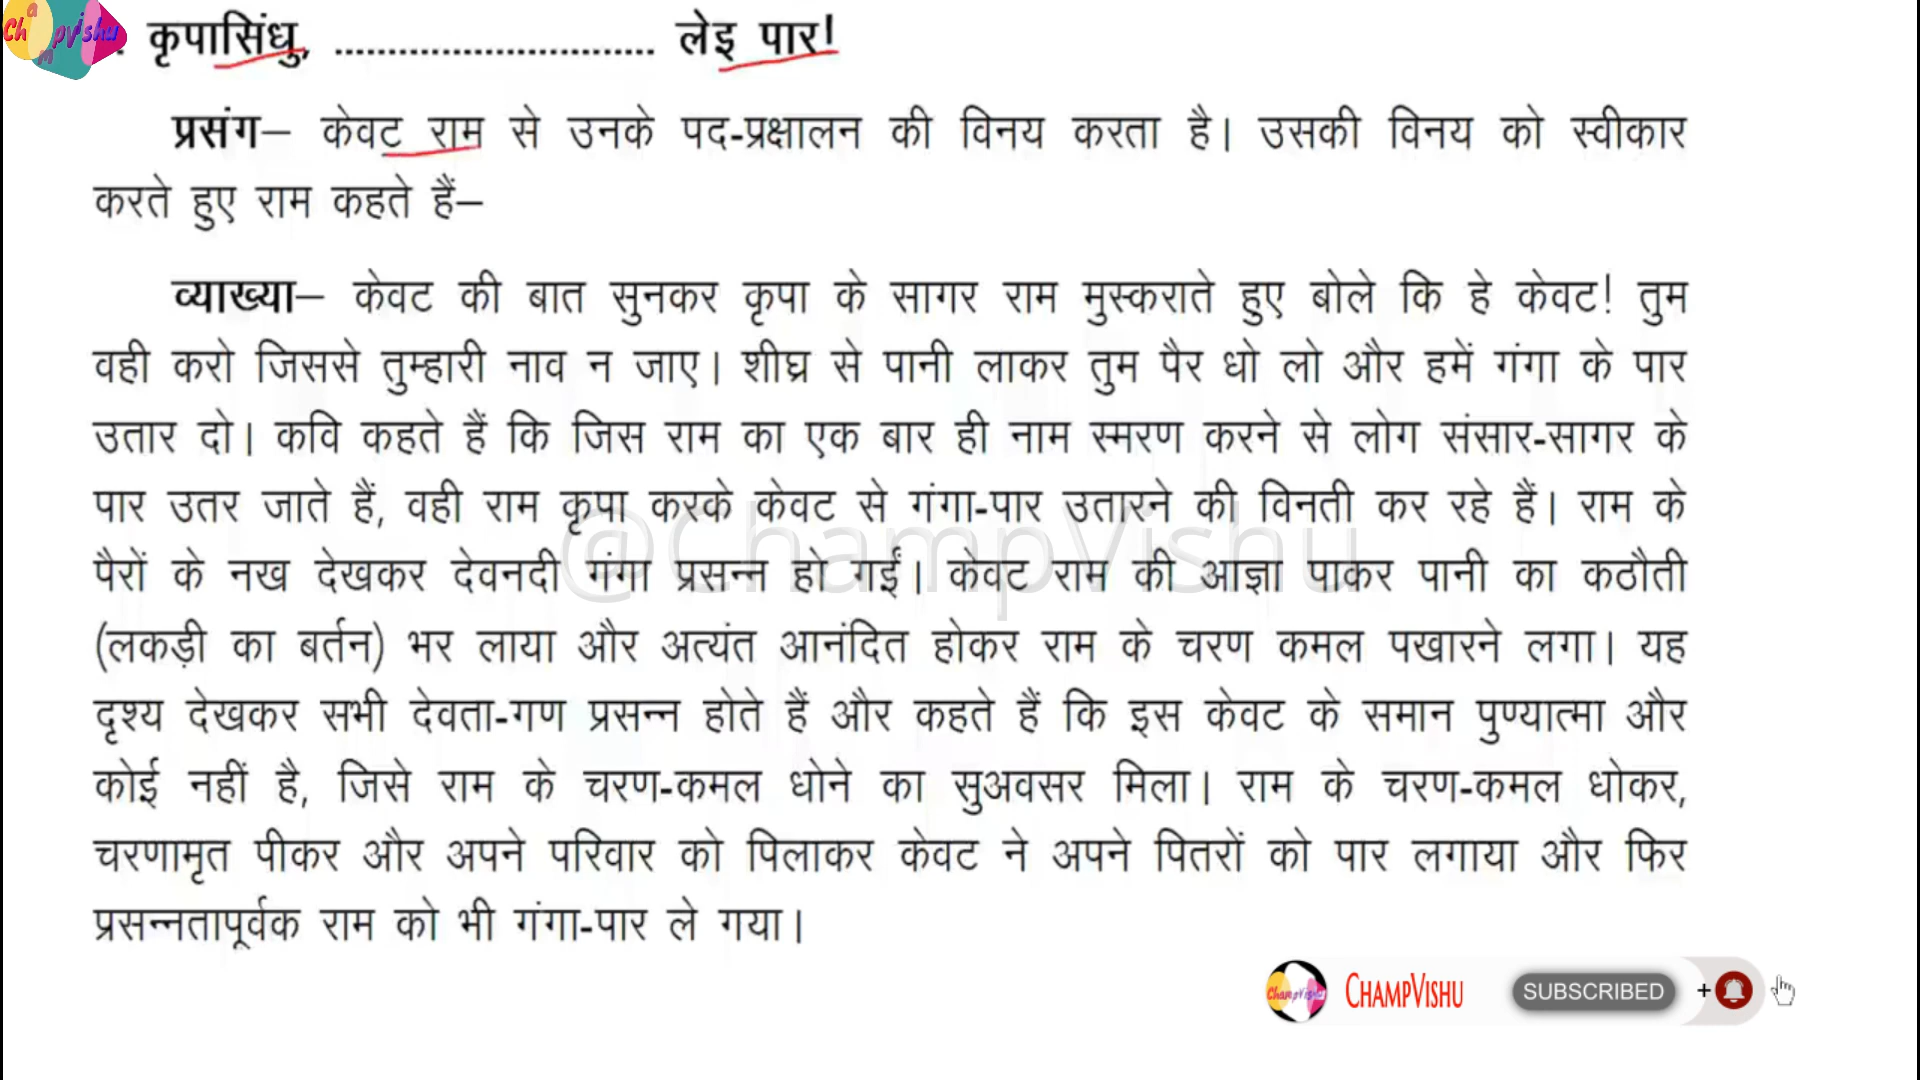 Champvishu
कृपासिंधु, ............................. लेइ पार!
प्रसंग– केवट राम से उनके पद-प्रक्षालन की विनय करता है। उसकी विनय को स्वीकार
करते हुए राम कहते हैं–
व्याख्या– केवट की बात सुनकर कृपा के सागर राम मुस्कराते हुए बोले कि हे केवट! तुम
वही करो जिससे तुम्हारी नाव न जाए। शीघ्र से पानी लाकर तुम पैर धो लो और हमें गंगा के पार
उतार दो। कवि कहते हैं कि जिस राम का एक बार ही नाम स्मरण करने से लोग संसार-सागर के
पार उतर जाते हैं, वही राम कृपा करके केवट से गंगा-पार उतारने की विनती कर रहे हैं। राम के
@ChampVishu
पैरों के नख देखकर देवनदी गंगा प्रसन्न हो गईं। केवट राम की आज्ञा पाकर पानी का कठौती
(लकड़ी का बर्तन) भर लाया और अत्यंत आनंदित होकर राम के चरण कमल पखारने लगा। यह
दृश्य देखकर सभी देवता-गण प्रसन्न होते हैं और कहते हैं कि इस केवट के समान पुण्यात्मा और
कोई नहीं है, जिसे राम के चरण-कमल धोने का सुअवसर मिला। राम के चरण-कमल धोकर,
चरणामृत पीकर और अपने परिवार को पिलाकर केवट ने अपने पितरों को पार लगाया और फिर
प्रसन्नतापूर्वक राम को भी गंगा-पार ले गया।
ChampVishu CHAMPVISHU SUBSCRIBED +